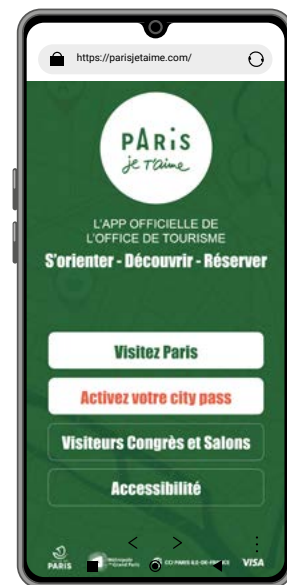 https://parisjetaime.com/
PARiS
je t'aime
L'APP OFFICIELLE DE
L'OFFICE DE TOURISME
S'orienter - Découvrir - Réserver
Visitez Paris
Activez votre city pass
Visiteurs Congrès et Salons
Accessibilité
PARIS
VISA